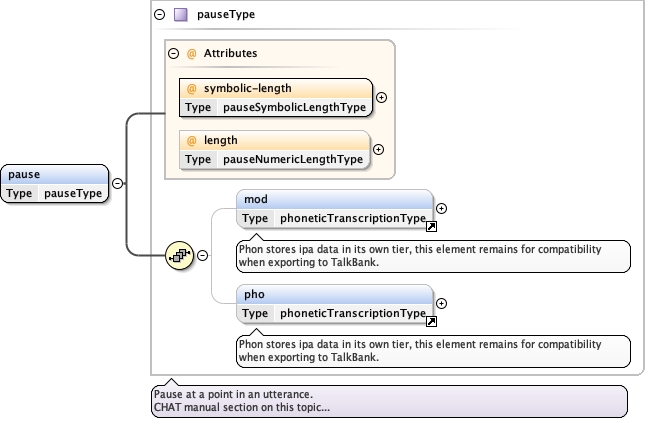 pauseType
@ Attributes
@ symbolic-length
Type pauseSymbolicLengthType
@ length
Type pauseNumericLengthType
pause
Type pauseType
mod
Type phoneticTranscriptionType
Phon stores ipa data in its own tier, this element remains for compatibility
when exporting to TalkBank.
pho
Type phoneticTranscriptionType
Phon stores ipa data in its own tier, this element remains for compatibility
when exporting to TalkBank.
Pause at a point in an utterance.
CHAT manual section on this topic...